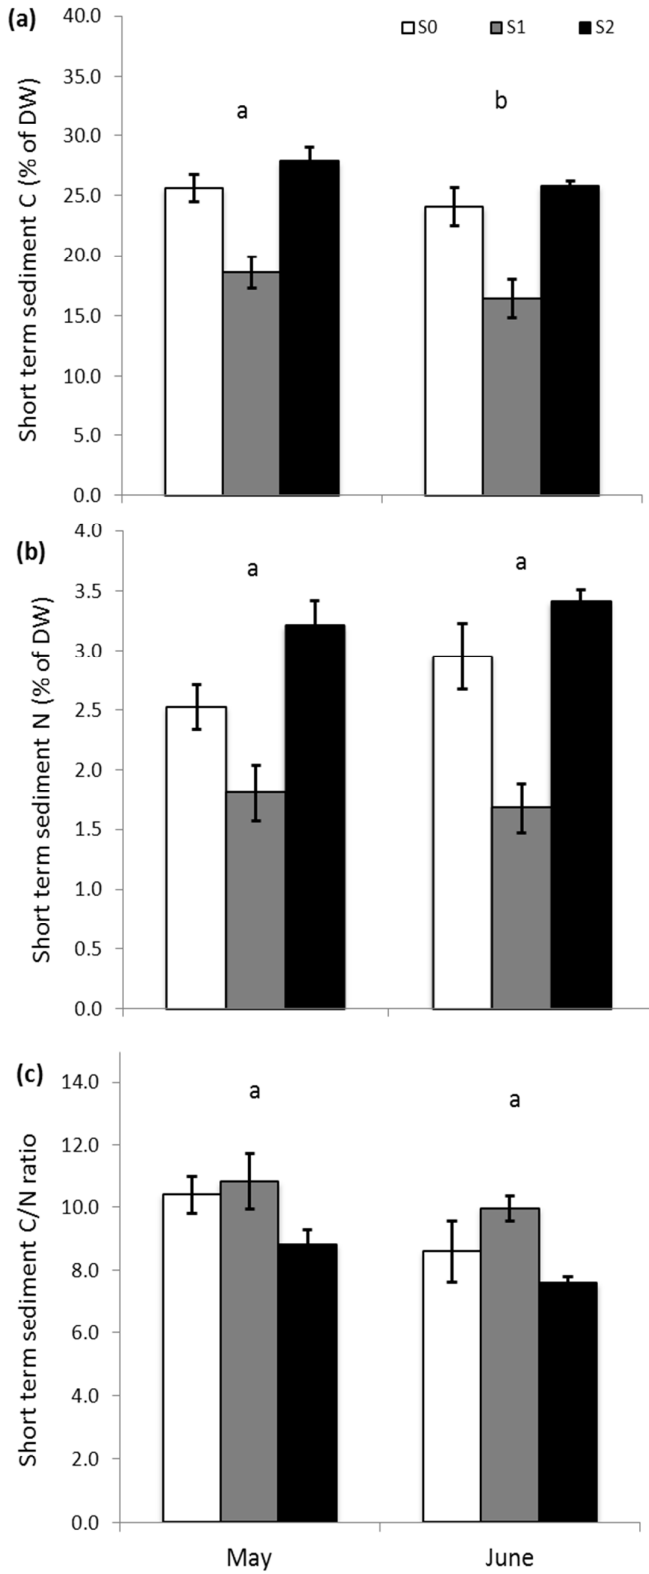 (a)
S0 S1 S2
40.0
35.0
30.0
25.0
20.0
15.0
10.0
5.0
0.0
Short term sediment C (% of DW)
a b
(b)
4.0
3.5
3.0
2.5
2.0
1.5
1.0
0.5
0.0
Short term sediment N (% of DW)
a a
(c)
14.0
12.0
10.0
8.0
6.0
4.0
2.0
0.0
Short term sediment C/N ratio
a a
May June